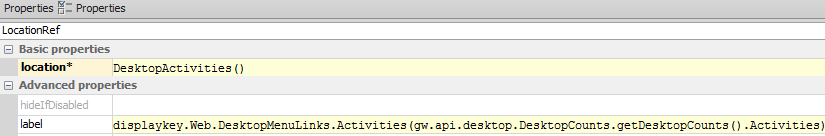 Properties Properties
LocationRef
Basic properties
location* DesktopActivities()
Advanced properties
hideIfDisabled
label displaykey.Web.DesktopMenuLinks.Activities(gw.api.desktop.DesktopCounts.getDesktopCounts().Activities)